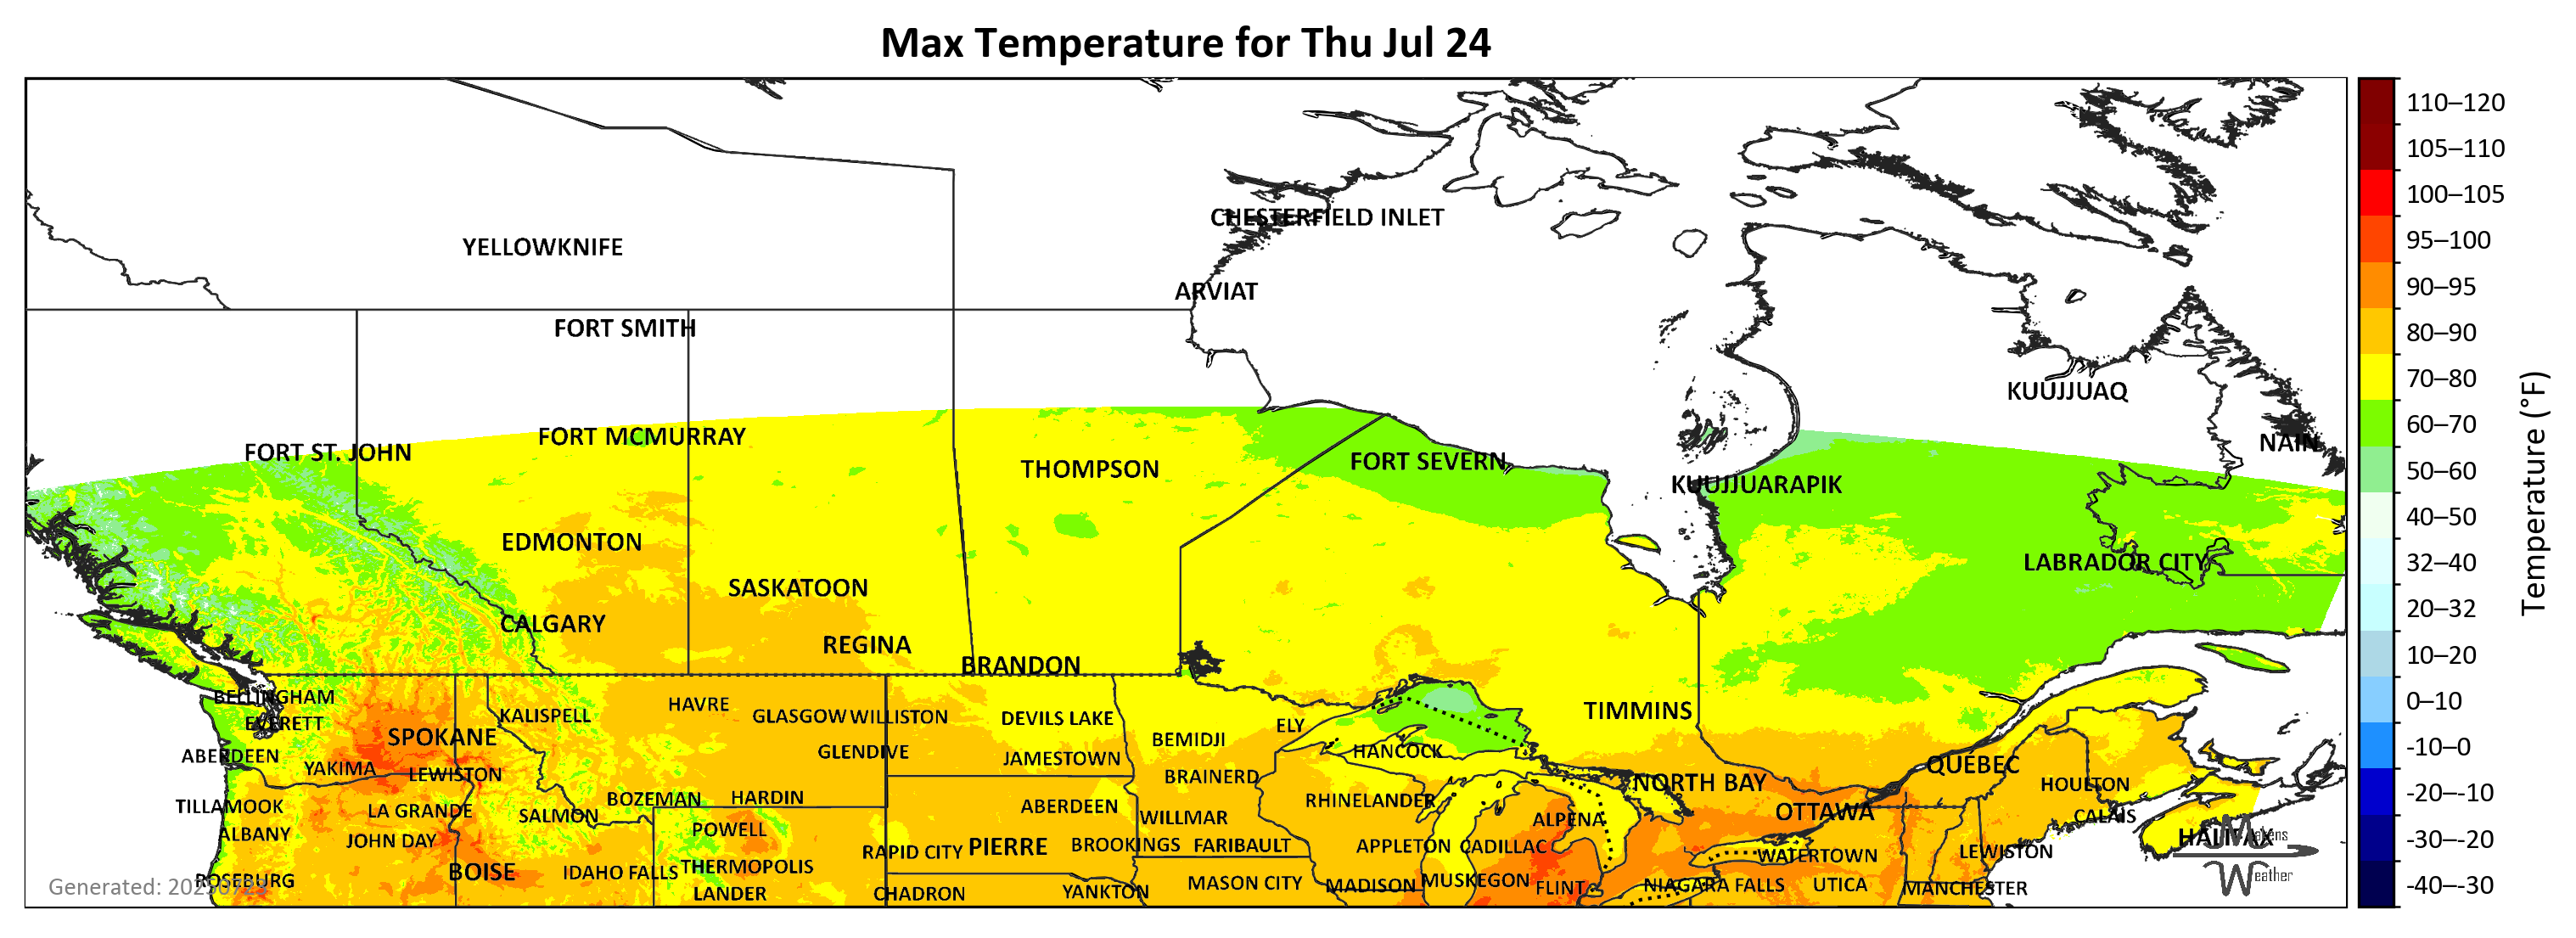 Max Temperature for Thu Jul 24
110–120
105–110
CHESTERFIELD INLET
100–105
YELLOWKNIFE
95–100
ARVIAT
90–95
FORT SMITH
80–90
70–80
KUUJJUAQ
60–70
FORT MCMURRAY
NAIN
FORT ST. JOHN
FORT SEVERN
THOMPSON
50–60
KUUJJUARAPIK
40–50
EDMONTON
LABRADOR CITY
32–40
Temperature (°F)
SASKATOON
20–32
CALGARY
REGINA
10–20
BRANDON
BELLINGHAM
HAVRE
0–10
KALISPELL
GLASGOW
WILLISTON
DEVILS LAKE
TIMMINS
EVERETT
ELY
SPOKANE
BEMIDJI
-10–0
ABERDEEN
GLENDIVE
JAMESTOWN
HANCOCK
QUEBEC
YAKIMA
LEWISTON
BRAINERD
NORTH BAY
HOULTON
-20–-10
BOZEMAN
HARDIN
RHINELANDER
TILLAMOOK
LA GRANDE
SALMON
ABERDEEN
WILLMAR
ALPENA
OTTAWA
CALAIS
ALBANY
JOHN DAY
POWELL
HALIFAX
Makens
Weather
-30–-20
RAPID CITY
PIERRE
BROOKINGS
FARIBAULT
APPLETON
CADILLAC
WATERTOWN
LEWISTON
BOISE
IDAHO FALLS
THERMOPOLIS
ROSEBURG
Generated:
MASON CITY
MADISON
MUSKEGON
FLINT
NIAGARA FALLS
UTICA
MANCHESTER
-40–-30
LANDER
CHADRON
YANKTON